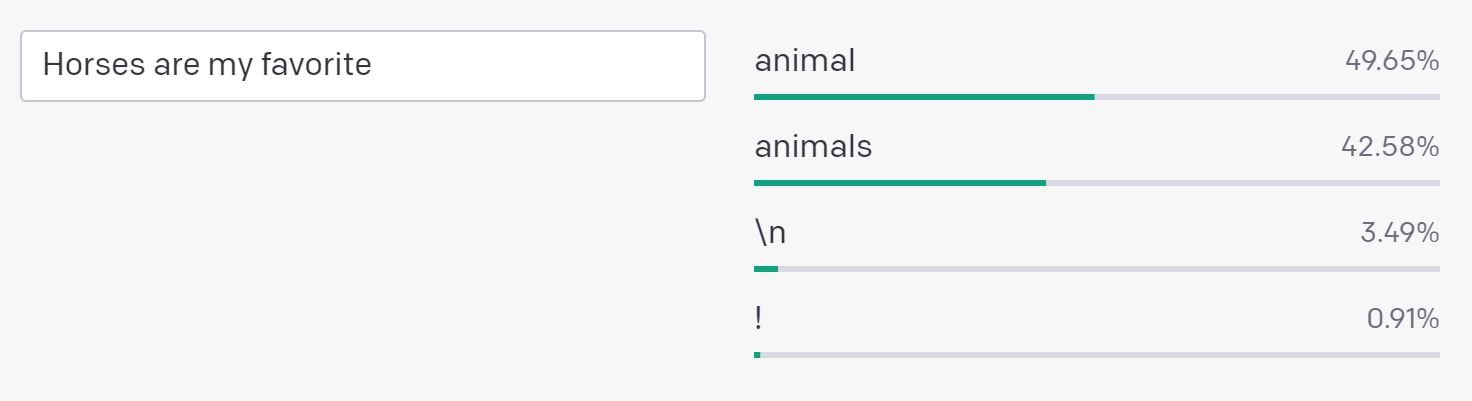 Horses are my favorite
animal 49.65%
animals 42.58%
\n 3.49%
! 0.91%